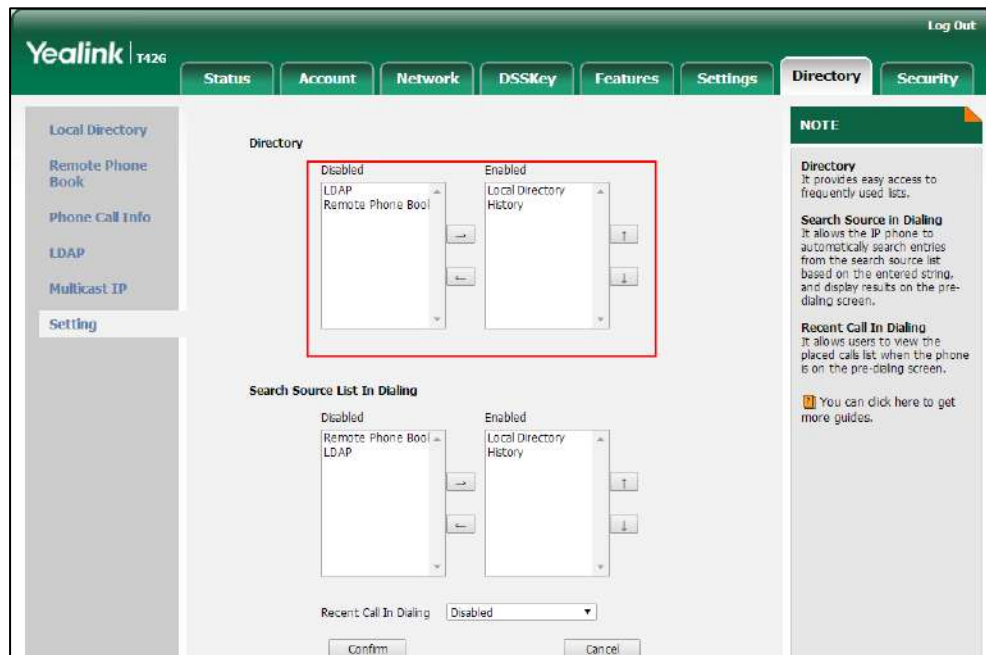 Log Out
Yealink T42G
Status Account Network DSSKey Features Settings Directory Security
Local Directory
Remote Phone
Book
Phone Call Info
LDAP
Multicast IP
Setting
Directory
Disabled Enabled
LDAP
Remote Phone Bool
Local Directory
History
→
←
↑
↓
Search Source List In Dialing
Disabled Enabled
Remote Phone Bool
LDAP
Local Directory
History
→
←
↑
↓
Recent Call In Dialing Disabled
Confirm Cancel
NOTE
Directory
It provides easy access to
frequently used lists.
Search Source in Dialing
It allows the IP phone to
automatically search entries
from the search source list
based on the entered string,
and display results on the pre-
dialing screen.
Recent Call In Dialing
It allows users to view the
placed calls list when the phone
is on the pre-dialing screen.
You can click here to get
more guides.